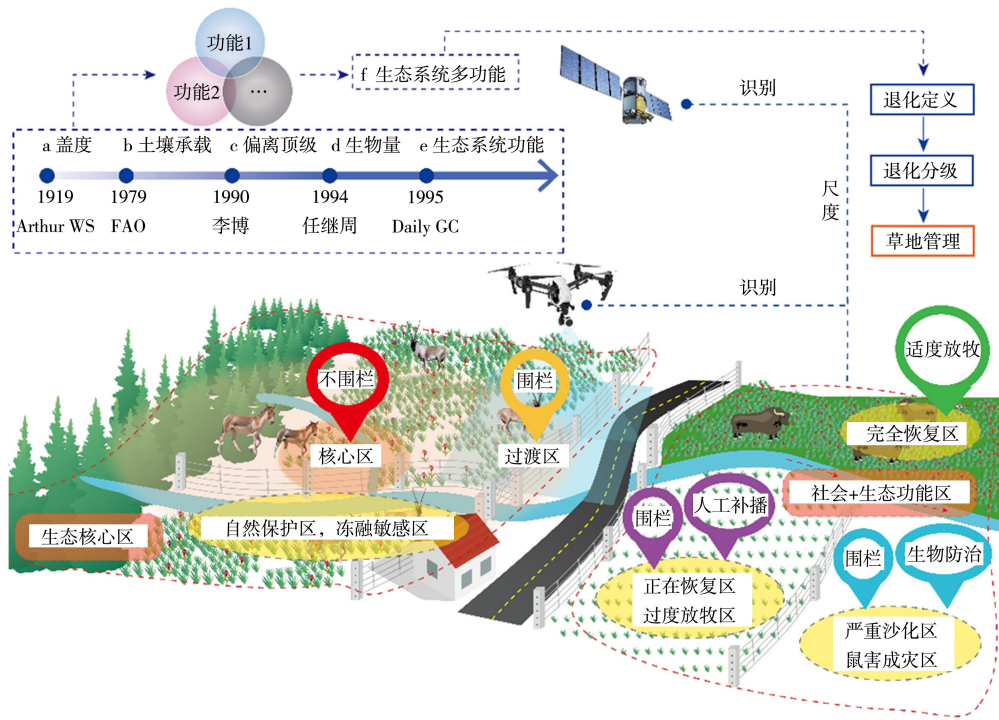 功能1
功能2
…
f 生态系统多功能
a 盖度
b 土壤承载
c 偏离顶级
d 生物量
e 生态系统功能
1919
1979
1990
1994
1995
Arthur WS
FAO
李博
任继周
Daily GC
识别
尺度
识别
退化定义
退化分级
草地管理
不围栏
核心区
围栏
过渡区
适度放牧
完全恢复区
生态核心区
自然保护区，冻融敏感区
社会+生态功能区
围栏
人工补播
正在恢复区
过度放牧区
围栏
生物防治
严重沙化区
鼠害成灾区